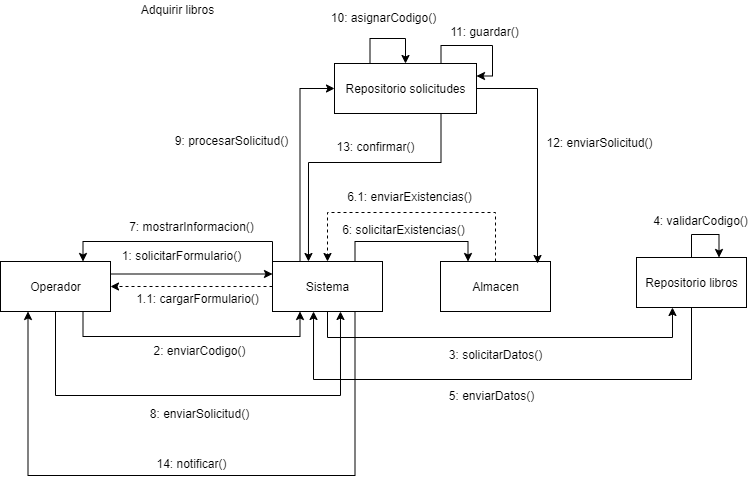 Adquirir libros
10: asignarCodigo()
11: guardar()
Repositorio solicitudes
9: procesarSolicitud()
13: confirmar()
12: enviarSolicitud()
6.1: enviarExistencias()
7: mostrarInformacion()
6: solicitarExistencias()
4: validarCodigo()
1: solicitarFormulario()
Operador
Sistema
Almacen
Repositorio libros
1.1: cargarFormulario()
2: enviarCodigo()
3: solicitarDatos()
5: enviarDatos()
8: enviarSolicitud()
14: notificar()